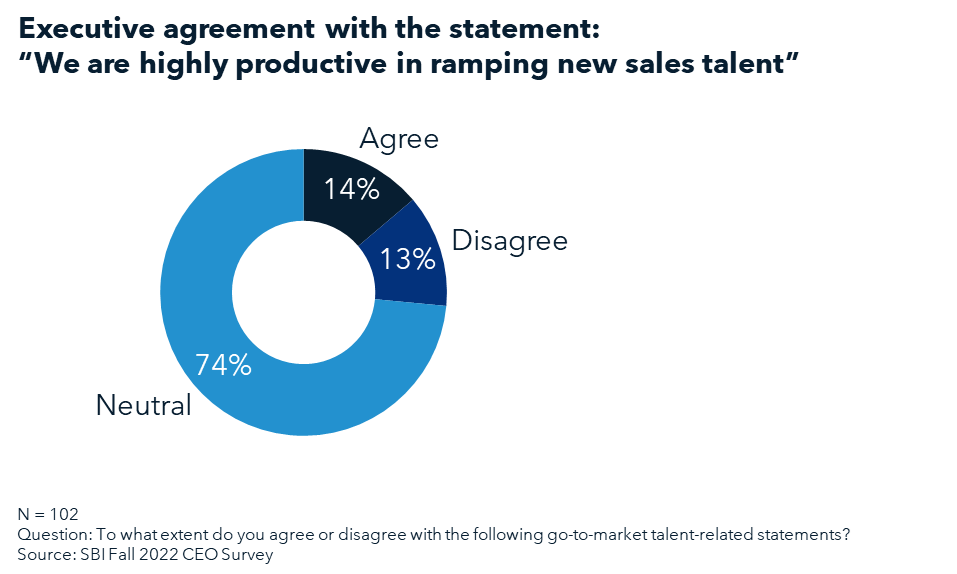 Executive agreement with the statement:
“We are highly productive in ramping new sales talent”
Agree
14%
Disagree
13%
74%
Neutral
N = 102
Question: To what extent do you agree or disagree with the following go-to-market talent-related statements?
Source: SBI Fall 2022 CEO Survey